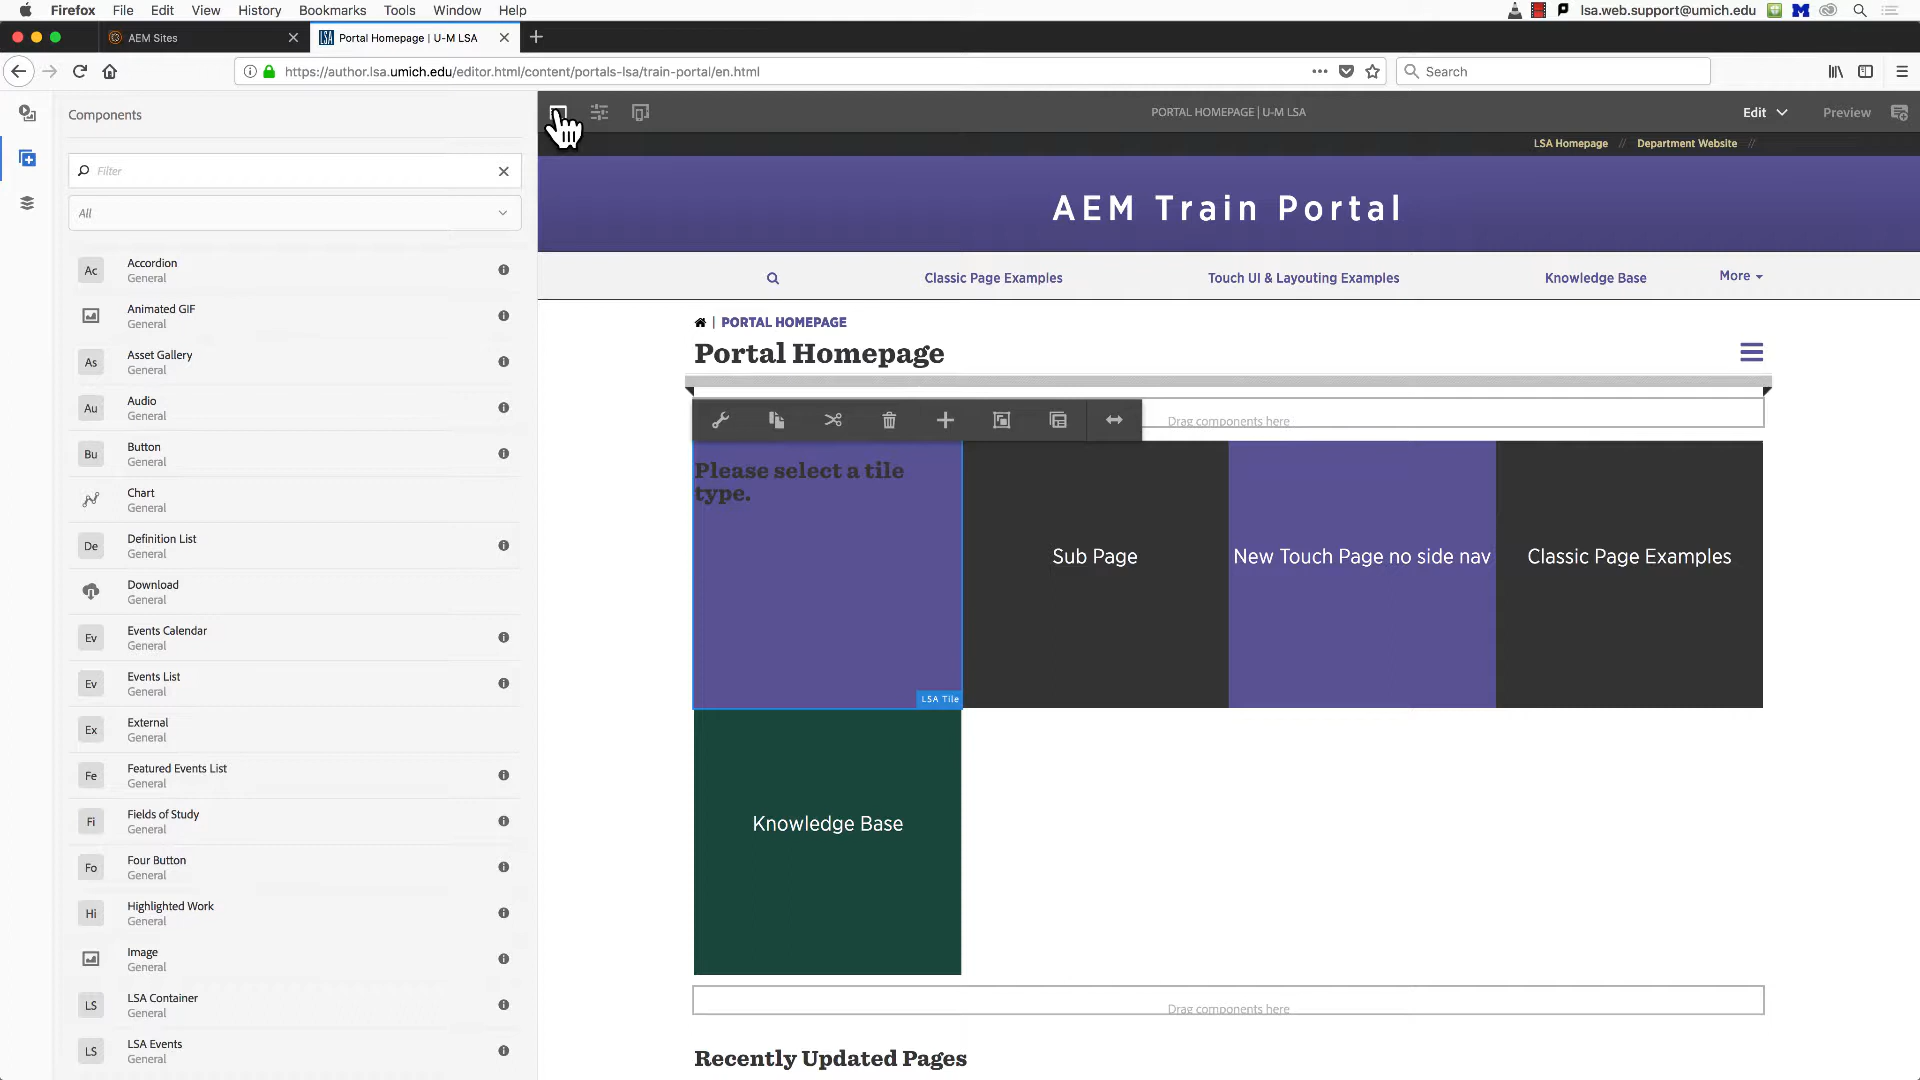 Firefox File Edit View History Bookmarks Tools Window Help lsa.web.support@umich.edu
AEM Sites Portal Homepage | U-M LSA
https://author.lsa.umich.edu/editor.html/content/portals-lsa/train-portal/en.html Search
Components
PORTAL HOMEPAGE | U-M LSA Edit Preview
LSA Homepage // Department Website //
Filter
All
AEM Train Portal
Classic Page Examples Touch UI & Layouting Examples Knowledge Base More
| PORTAL HOMEPAGE
Portal Homepage
Drag components here
Please select a tile
type.
LSA Tile
Sub Page
New Touch Page no side nav
Classic Page Examples
Knowledge Base
Drag components here
Recently Updated Pages
Ac Accordion
General
Animated GIF
General
As Asset Gallery
General
Au Audio
General
Bu Button
General
Chart
General
De Definition List
General
Download
General
Ev Events Calendar
General
Ev Events List
General
Ex External
General
Fe Featured Events List
General
Fi Fields of Study
General
Fo Four Button
General
Hi Highlighted Work
General
Image
General
LS LSA Container
General
LS LSA Events
General